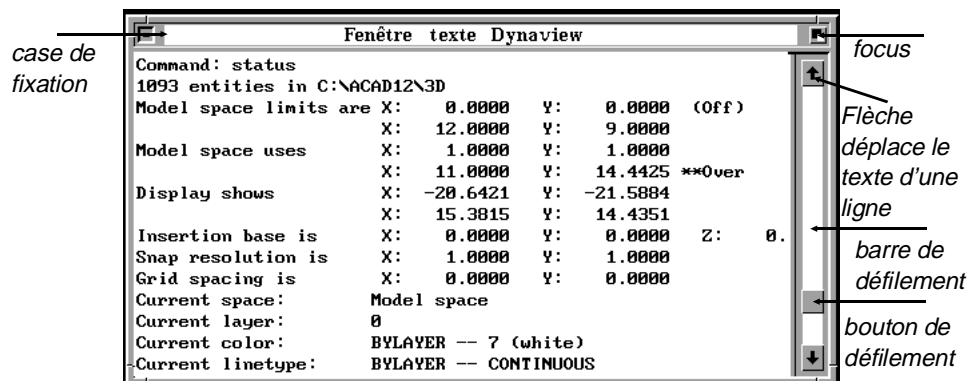 Fenêtre texte Dynaview
case de
fixation
focus
Command: status
1093 entities in C:\ACAD12\3D
Model space limits are X: 0.0000 Y: 0.0000 (Off)
X: 12.0000 Y: 9.0000
Model space uses X: 1.0000 Y: 1.0000
X: 11.0000 Y: 14.4425 **Over
Display shows X: -20.6421 Y: -21.5884
X: 15.3815 Y: 14.4351
Insertion base is X: 0.0000 Y: 0.0000 Z: 0.
Snap resolution is X: 1.0000 Y: 1.0000
Grid spacing is X: 0.0000 Y: 0.0000
Current space: Model space
Current layer: 0
Current color: BYLAYER -- 7 (white)
Current linetype: BYLAYER -- CONTINUOUS
Flèche
déplace le
texte d'une
ligne
barre de
défilement
bouton de
défilement